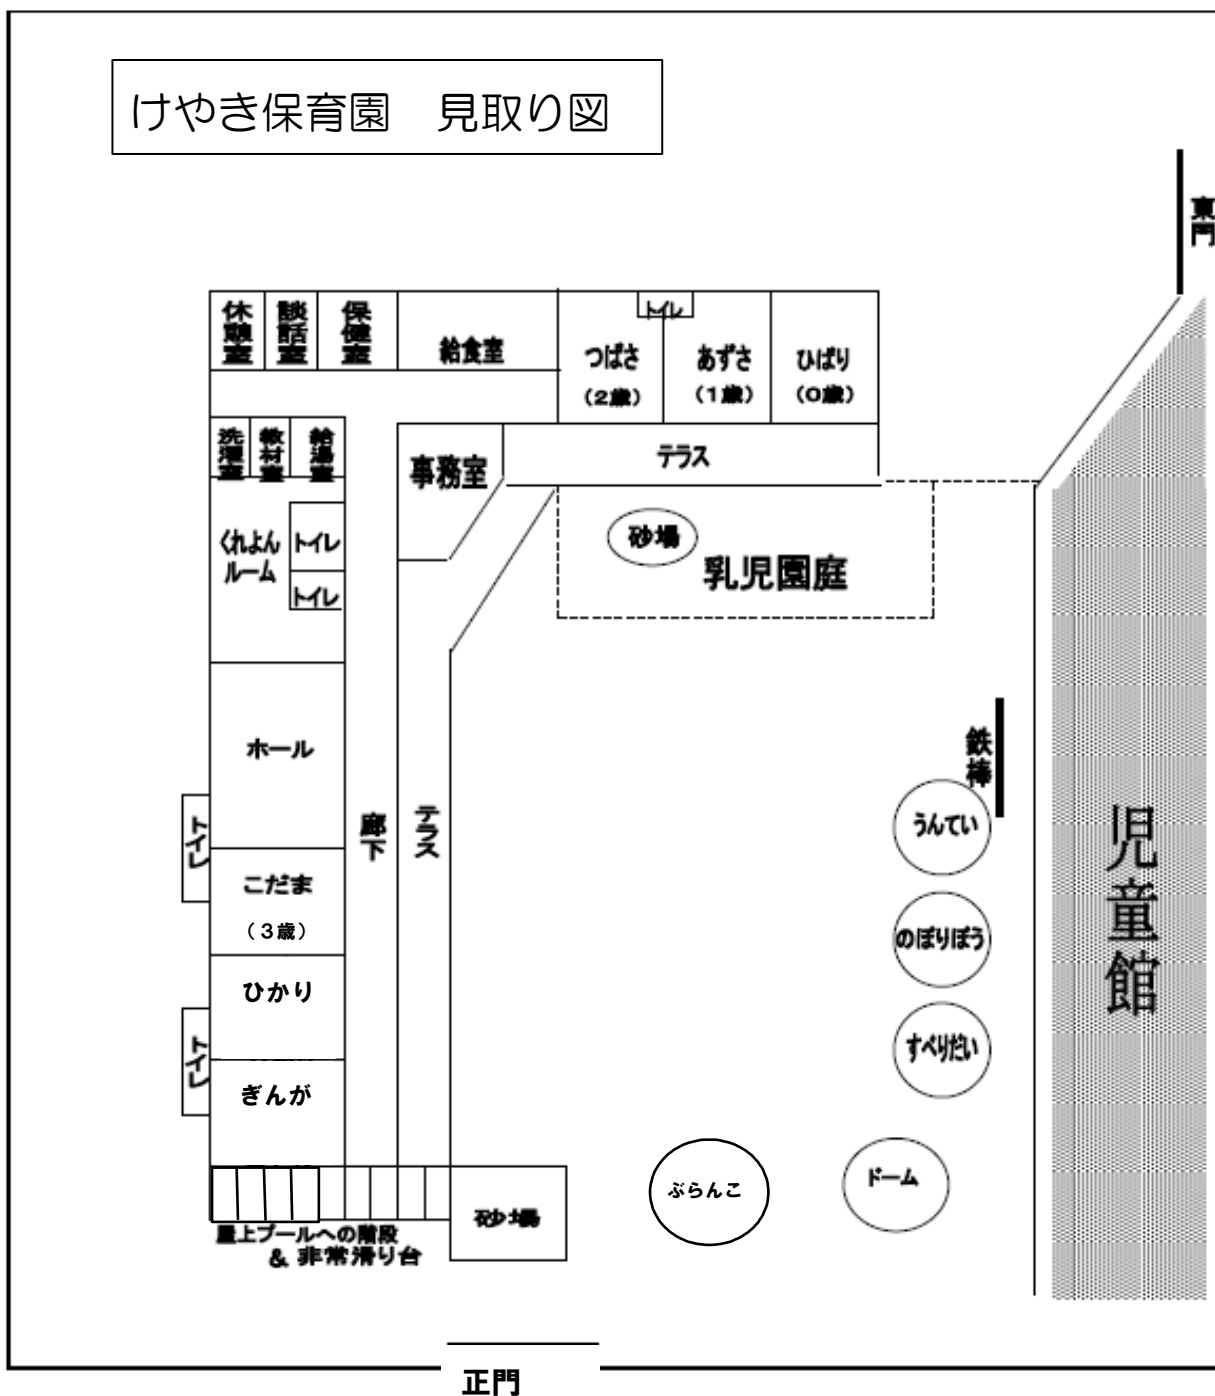 けやき保育園　見取り図
東門
休憩室
談話室
保健室
給食室
トイレ
つばさ
（２歳）
あずさ
（１歳）
ひばり
（０歳）
洗濯室
教材室
給湯室
事務室
テラス
くれよん
ルーム
トイレ
トイレ
砂場
乳児園庭
ホール
鉄棒
トイレ
廊下
テラス
うんてい
児童館
こだま
（３歳）
のぼりぼう
ひかり
トイレ
すべりだい
ぎんが
ぶらんこ
ドーム
砂場
屋上プールへの階段
＆ 非常滑り台
正門